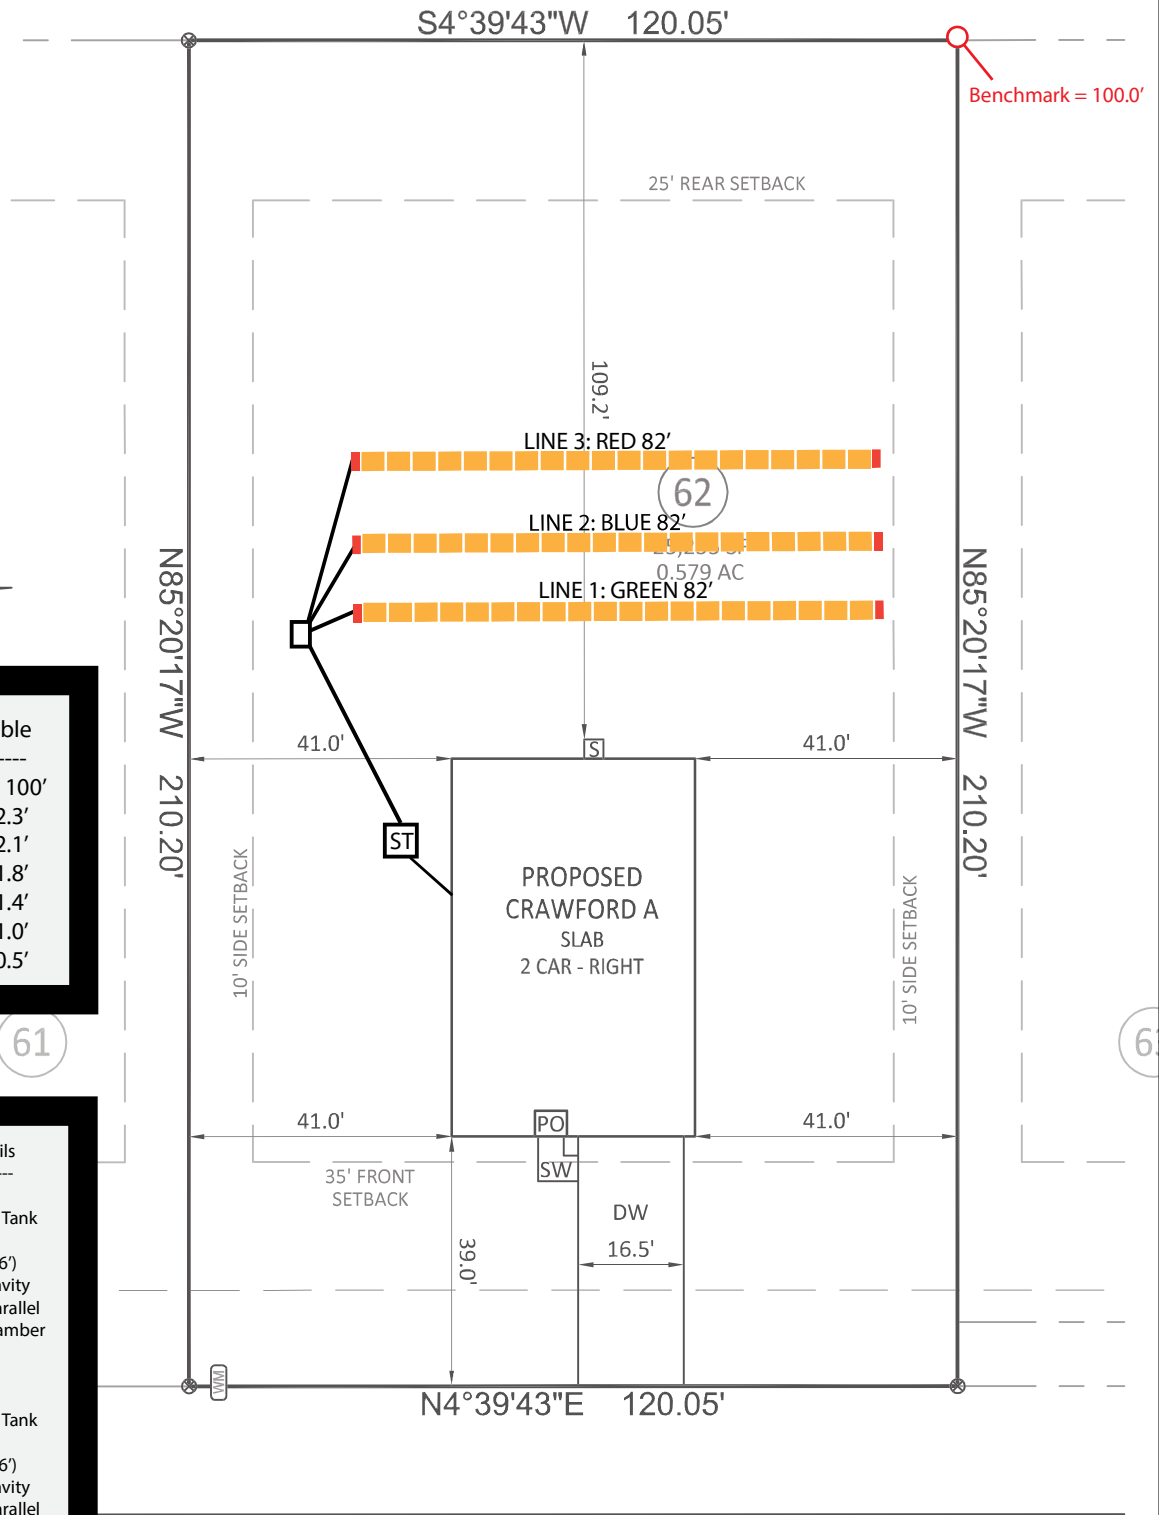 S4°39'43"W 120.05'
Benchmark = 100.0’
25' REAR SETBACK
109.2'
LINE 3: RED 82’
62
LINE 2: BLUE 82’
0.579 AC
LINE 1: GREEN 82’
N85°20'17"W 210.20'
N85°20'17"W 210.20'
100’
2.3’
2.1’
1.8’
1.4’
1.0’
0.5’
41.0'
S
41.0'
ST
PROPOSED
CRAWFORD A
SLAB
2 CAR - RIGHT
10' SIDE SETBACK
10' SIDE SETBACK
61
41.0'
PO
41.0'
SW
35' FRONT
SETBACK
DW
16.5'
39.0'
WM
N4°39'43"E 120.05'
Tank
6’)
Tank
6’)